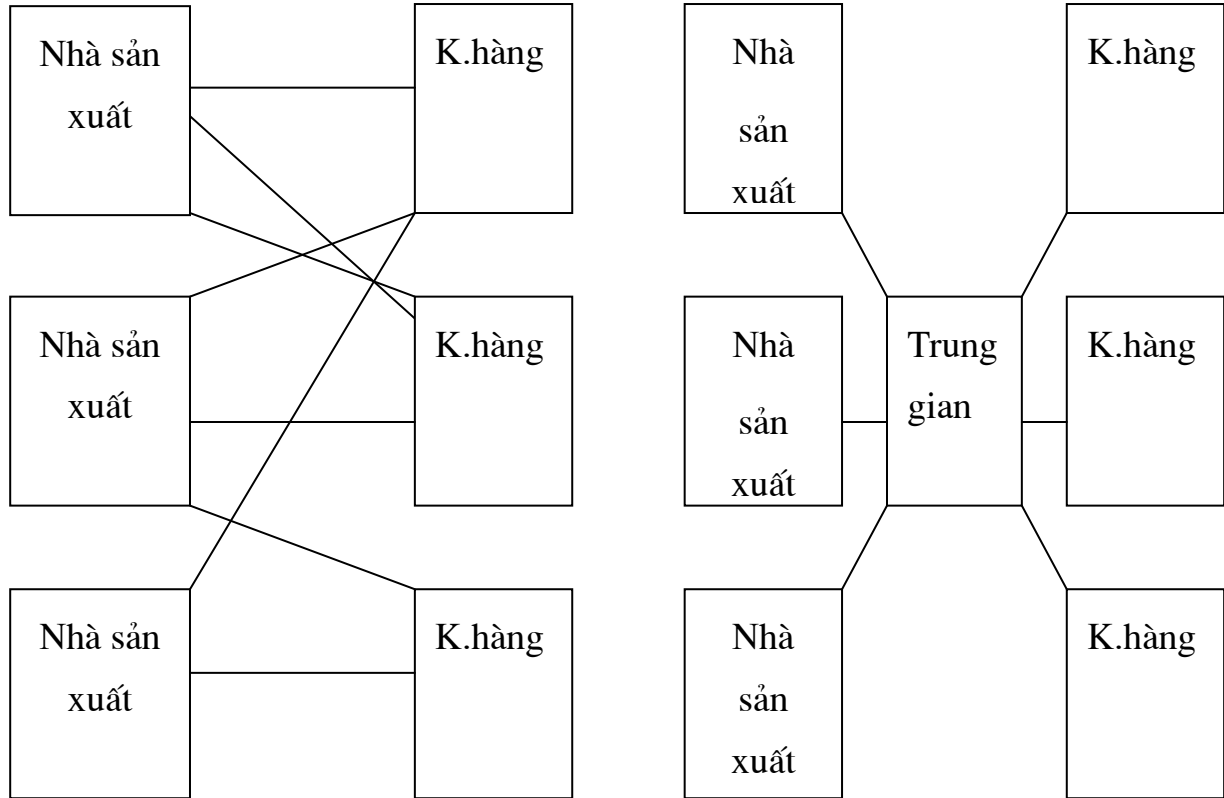 Nhà sản
xuất
K.hàng
Nhà
sản
xuất
K.hàng
Nhà sản
xuất
K.hàng
Nhà
sản
xuất
Trung
gian
K.hàng
Nhà sản
xuất
K.hàng
Nhà
sản
xuất
K.hàng